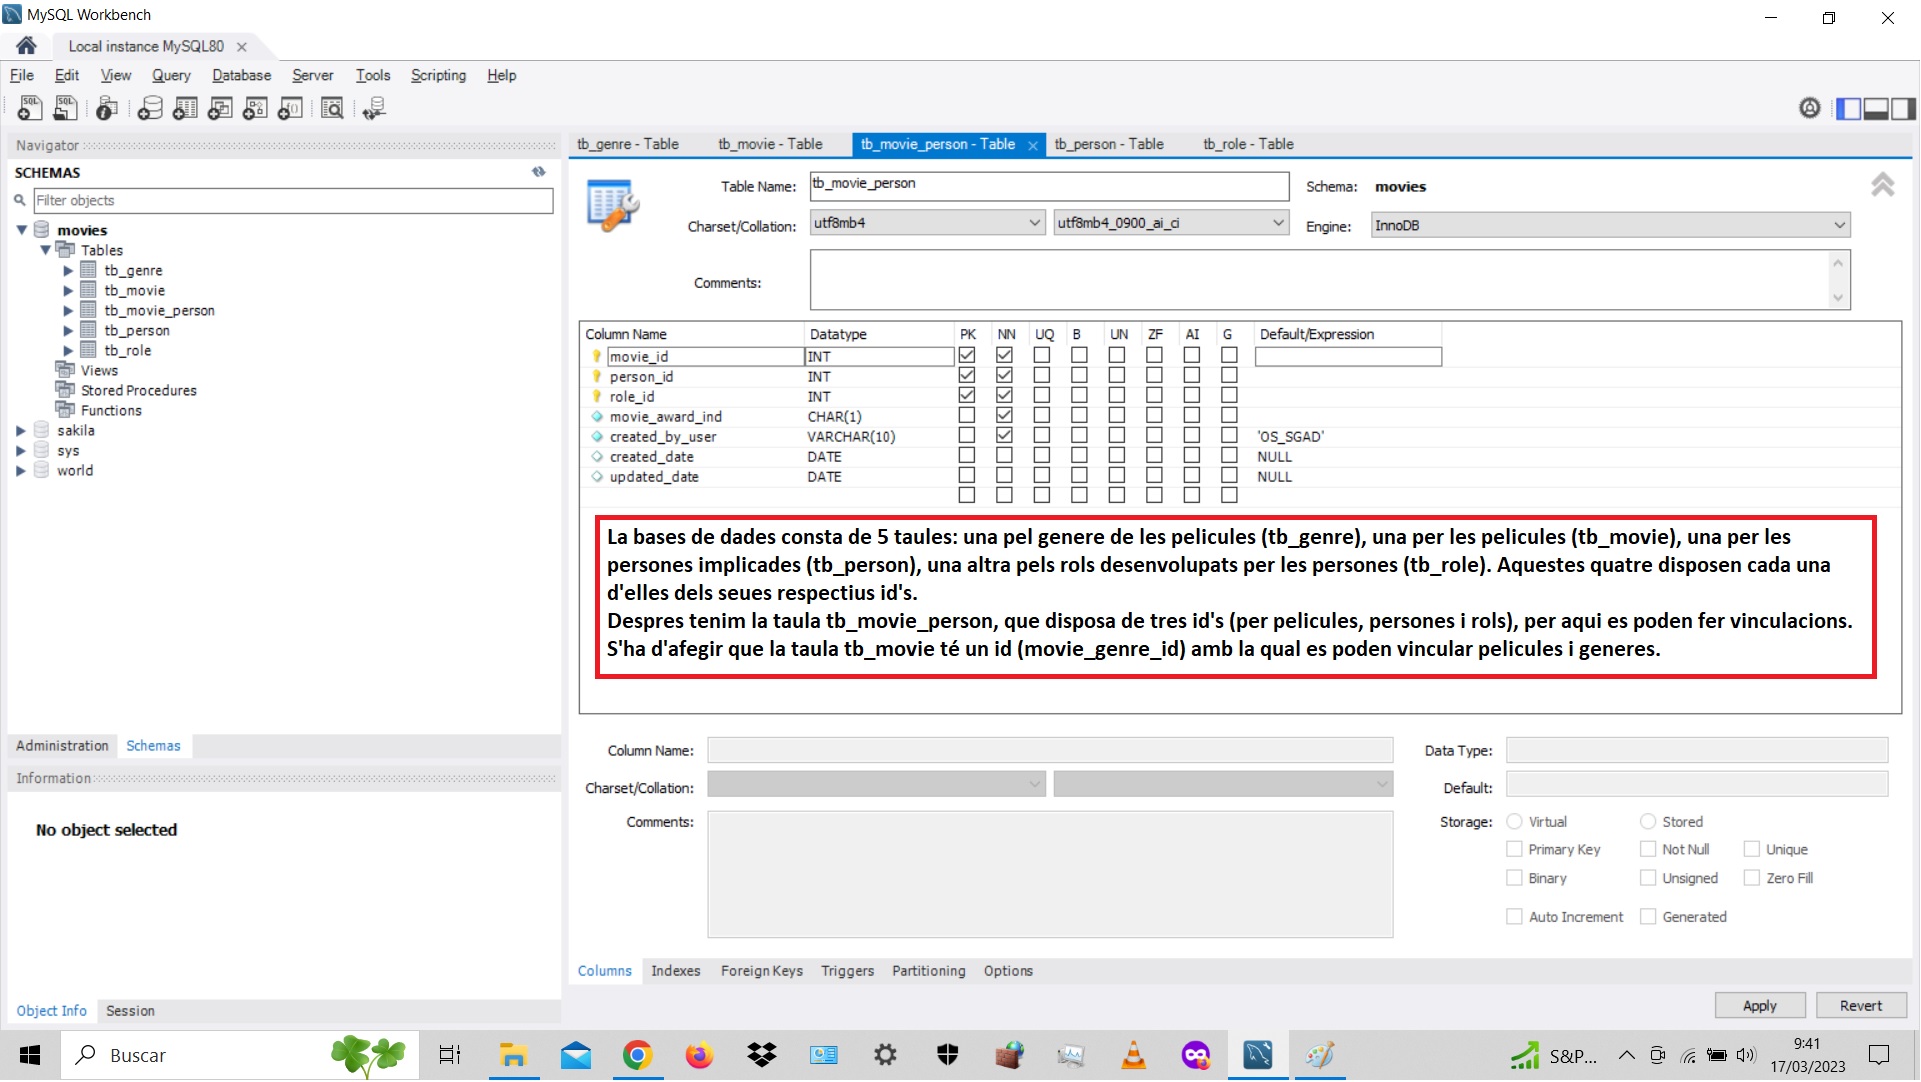 MySQL Workbench
Local instance MySQL80
File Edit View Query Database Server Tools Scripting Help
Navigator
SCHEMAS
Filter objects
movies
Tables
tb_genre
tb_movie
tb_movie_person
tb_person
tb_role
Views
Stored Procedures
Functions
sakila
sys
world
Administration Schemas
Information
No object selected
Object Info Session
tb_genre - Table tb_movie - Table tb_movie_person - Table tb_person - Table tb_role - Table
Table Name: tb_movie_person Schema: movies
Charset/Collation: utf8mb4 utf8mb4_0900_ai_ci Engine: InnoDB
Comments:
Column Name Datatype PK NN UQ B UN ZF AI G Default/Expression
movie_id INT
person_id INT
role_id INT
movie_award_ind CHAR(1)
created_by_user VARCHAR(10) 'OS_SGAD'
created_date DATE NULL
updated_date DATE NULL
La bases de dades consta de 5 taules: una pel genere de les pelicules (tb_genre), una per les pelicules (tb_movie), una per les
persones implicades (tb_person), una altra pels rols desenvolupats per les persones (tb_role). Aquestes quatre disposen cada una
d'elles dels seues respectius id's.
Despres tenim la taula tb_movie_person, que disposa de tres id's (per pelicules, persones i rols), per aqui es poden fer vinculacions.
S'ha d'afegir que la taula tb_movie té un id (movie_genre_id) amb la qual es poden vincular pelicules i generes.
Column Name: Data Type:
Charset/Collation: Default:
Comments: Storage: Virtual Stored
Primary Key Not Null Unique
Binary Unsigned Zero Fill
Auto Increment Generated
Columns Indexes Foreign Keys Triggers Partitioning Options
Apply Revert
Buscar
S&P...
9:41
17/03/2023